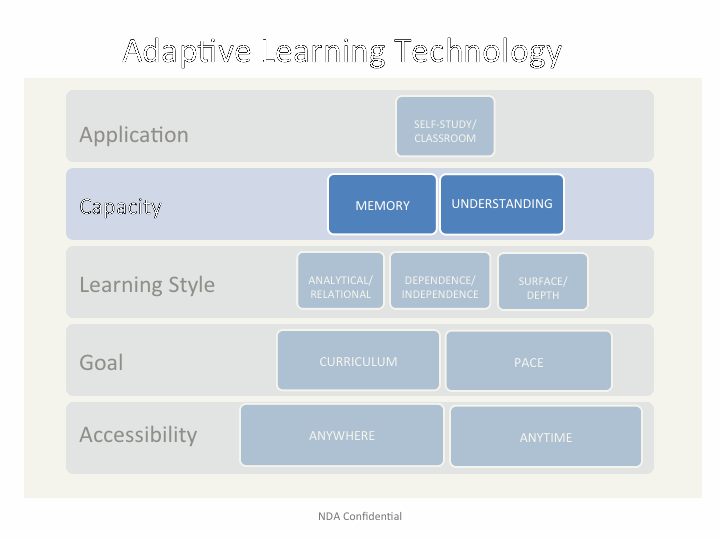 Adaptive Learning Technology
Application
SELF-STUDY/
CLASSROOM
Capacity
MEMORY
UNDERSTANDING
Learning Style
ANALYTICAL/
RELATIONAL
DEPENDENCE/
INDEPENDENCE
SURFACE/
DEPTH
Goal
CURRICULUM
PACE
Accessibility
ANYWHERE
ANYTIME
NDA Confidential